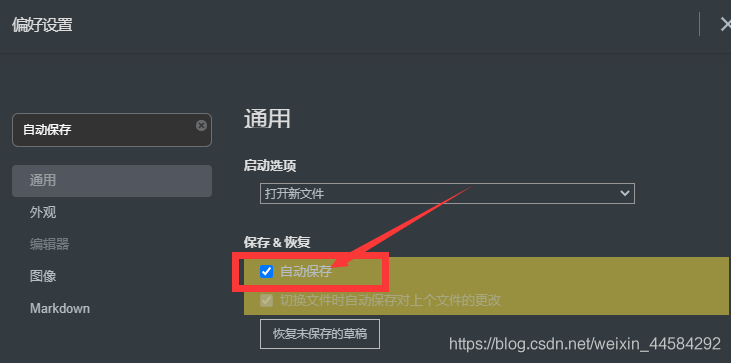 偏好设置
自动保存
通用
外观
编辑器
图像
Markdown
通用
启动选项
打开新文件
保存 & 恢复
自动保存
切换文件时自动保存对上个文件的更改
恢复未保存的草稿
https://blog.csdn.net/weixin_44584292